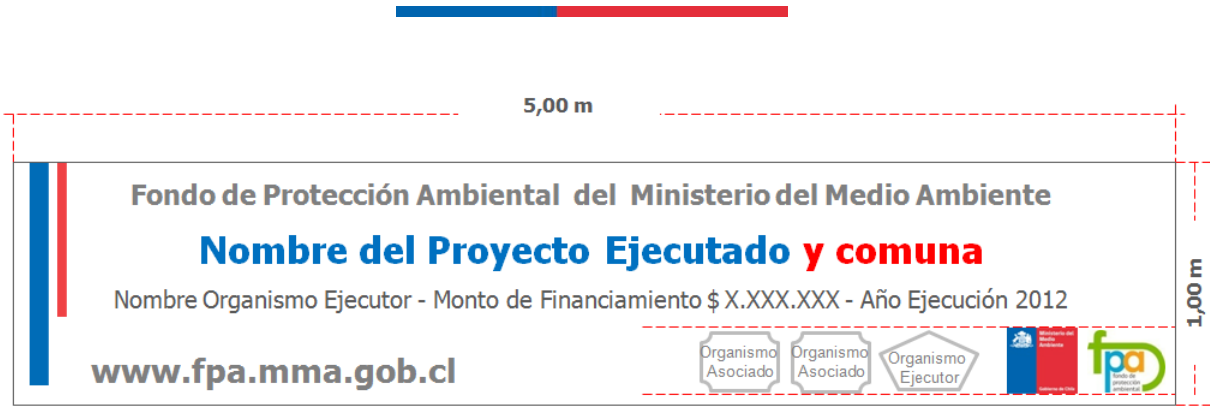 5,00 m
Fondo de Protección Ambiental del Ministerio del Medio Ambiente
Nombre del Proyecto Ejecutado y comuna
1,00 m
Nombre Organismo Ejecutor - Monto de Financiamiento $ X.XXX.XXX - Año Ejecución 2012
www.fpa.mma.gob.cl
Organismo
Asociado
Organismo
Asociado
Organismo
Ejecutor
Ministerio del
Medio
Ambiente
Gobierno de Chile
fpa
fondo de
protección
ambiental